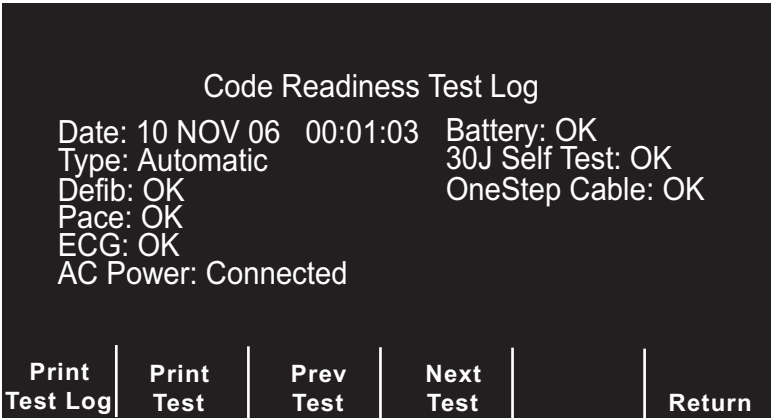 Code Readiness Test Log
Date: 10 NOV 06 00:01:03
Type: Automatic
Defib: OK
Pace: OK
ECG: OK
AC Power: Connected
Battery: OK
30J Self Test: OK
OneStep Cable: OK
Print
Test Log
Print
Test
Prev
Test
Next
Test
Return